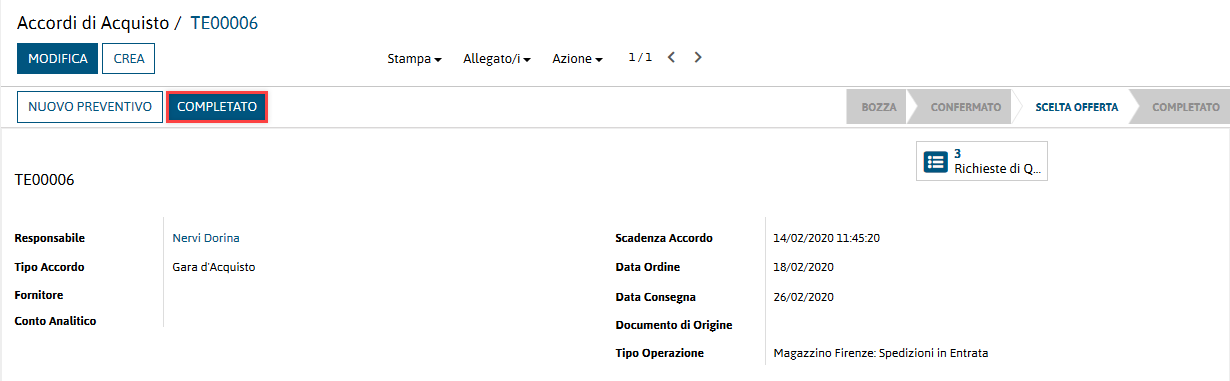 Accordi di Acquisto / TE00006
MODIFICA CREA Stampa Allegato/i Azione 1 / 1
NUOVO PREVENTIVO COMPLETATO BOZZA CONFERMATO SCELTA OFFERTA COMPLETATO
3
Richieste di Q...
TE00006
Responsabile Nervi Dorina Scadenza Accordo 14/02/2020 11:45:20
Tipo Accordo Gara d'Acquisto Data Ordine 18/02/2020
Fornitore Data Consegna 26/02/2020
Conto Analitico Documento di Origine
Tipo Operazione Magazzino Firenze: Spedizioni in Entrata